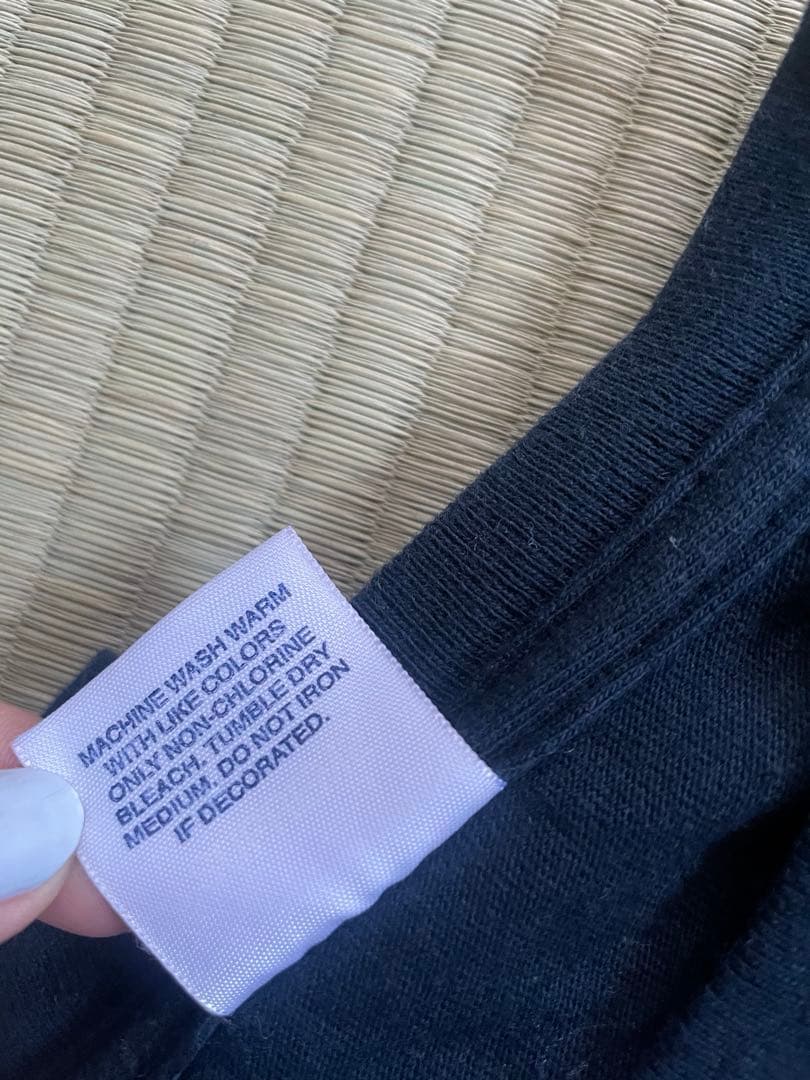 MACHINE WASH WARM
WITH LIKE COLORS
ONLY NON-CHLORINE
BLEACH. TUMBLE DRY
MEDIUM. DO NOT IRON
IF DECORATED.